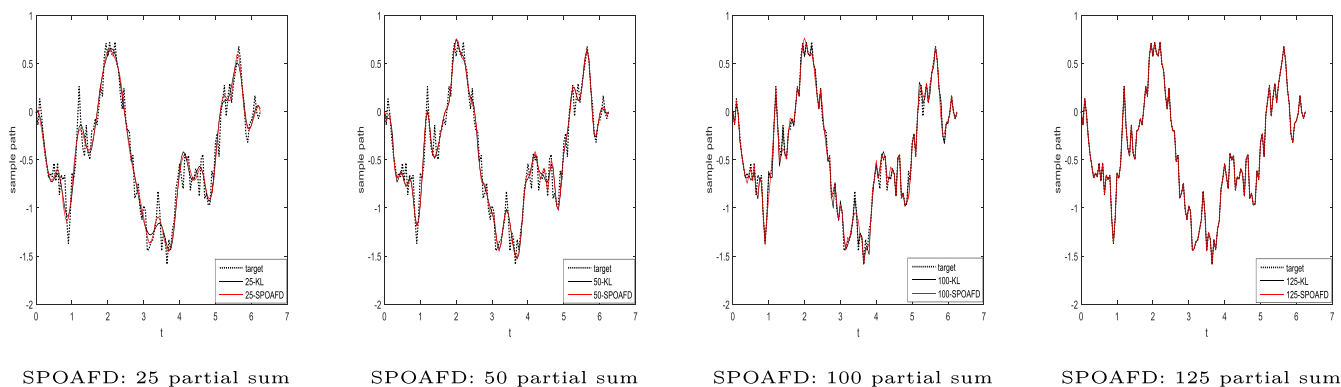 1
0.5
0
-0.5
-1
-1.5
-2
sample path
0 1 2 3 4 5 6 7
t
target
25-KL
25-SPOAFD
SPOAFD: 25 partial sum
1
0.5
0
-0.5
-1
-1.5
-2
sample path
0 1 2 3 4 5 6 7
t
target
50-KL
50-SPOAFD
SPOAFD: 50 partial sum
1
0.5
0
-0.5
-1
-1.5
-2
sample path
0 1 2 3 4 5 6 7
t
target
100-KL
100-SPOAFD
SPOAFD: 100 partial sum
1
0.5
0
-0.5
-1
-1.5
-2
sample path
0 1 2 3 4 5 6 7
t
target
125-KL
125-SPOAFD
SPOAFD: 125 partial sum